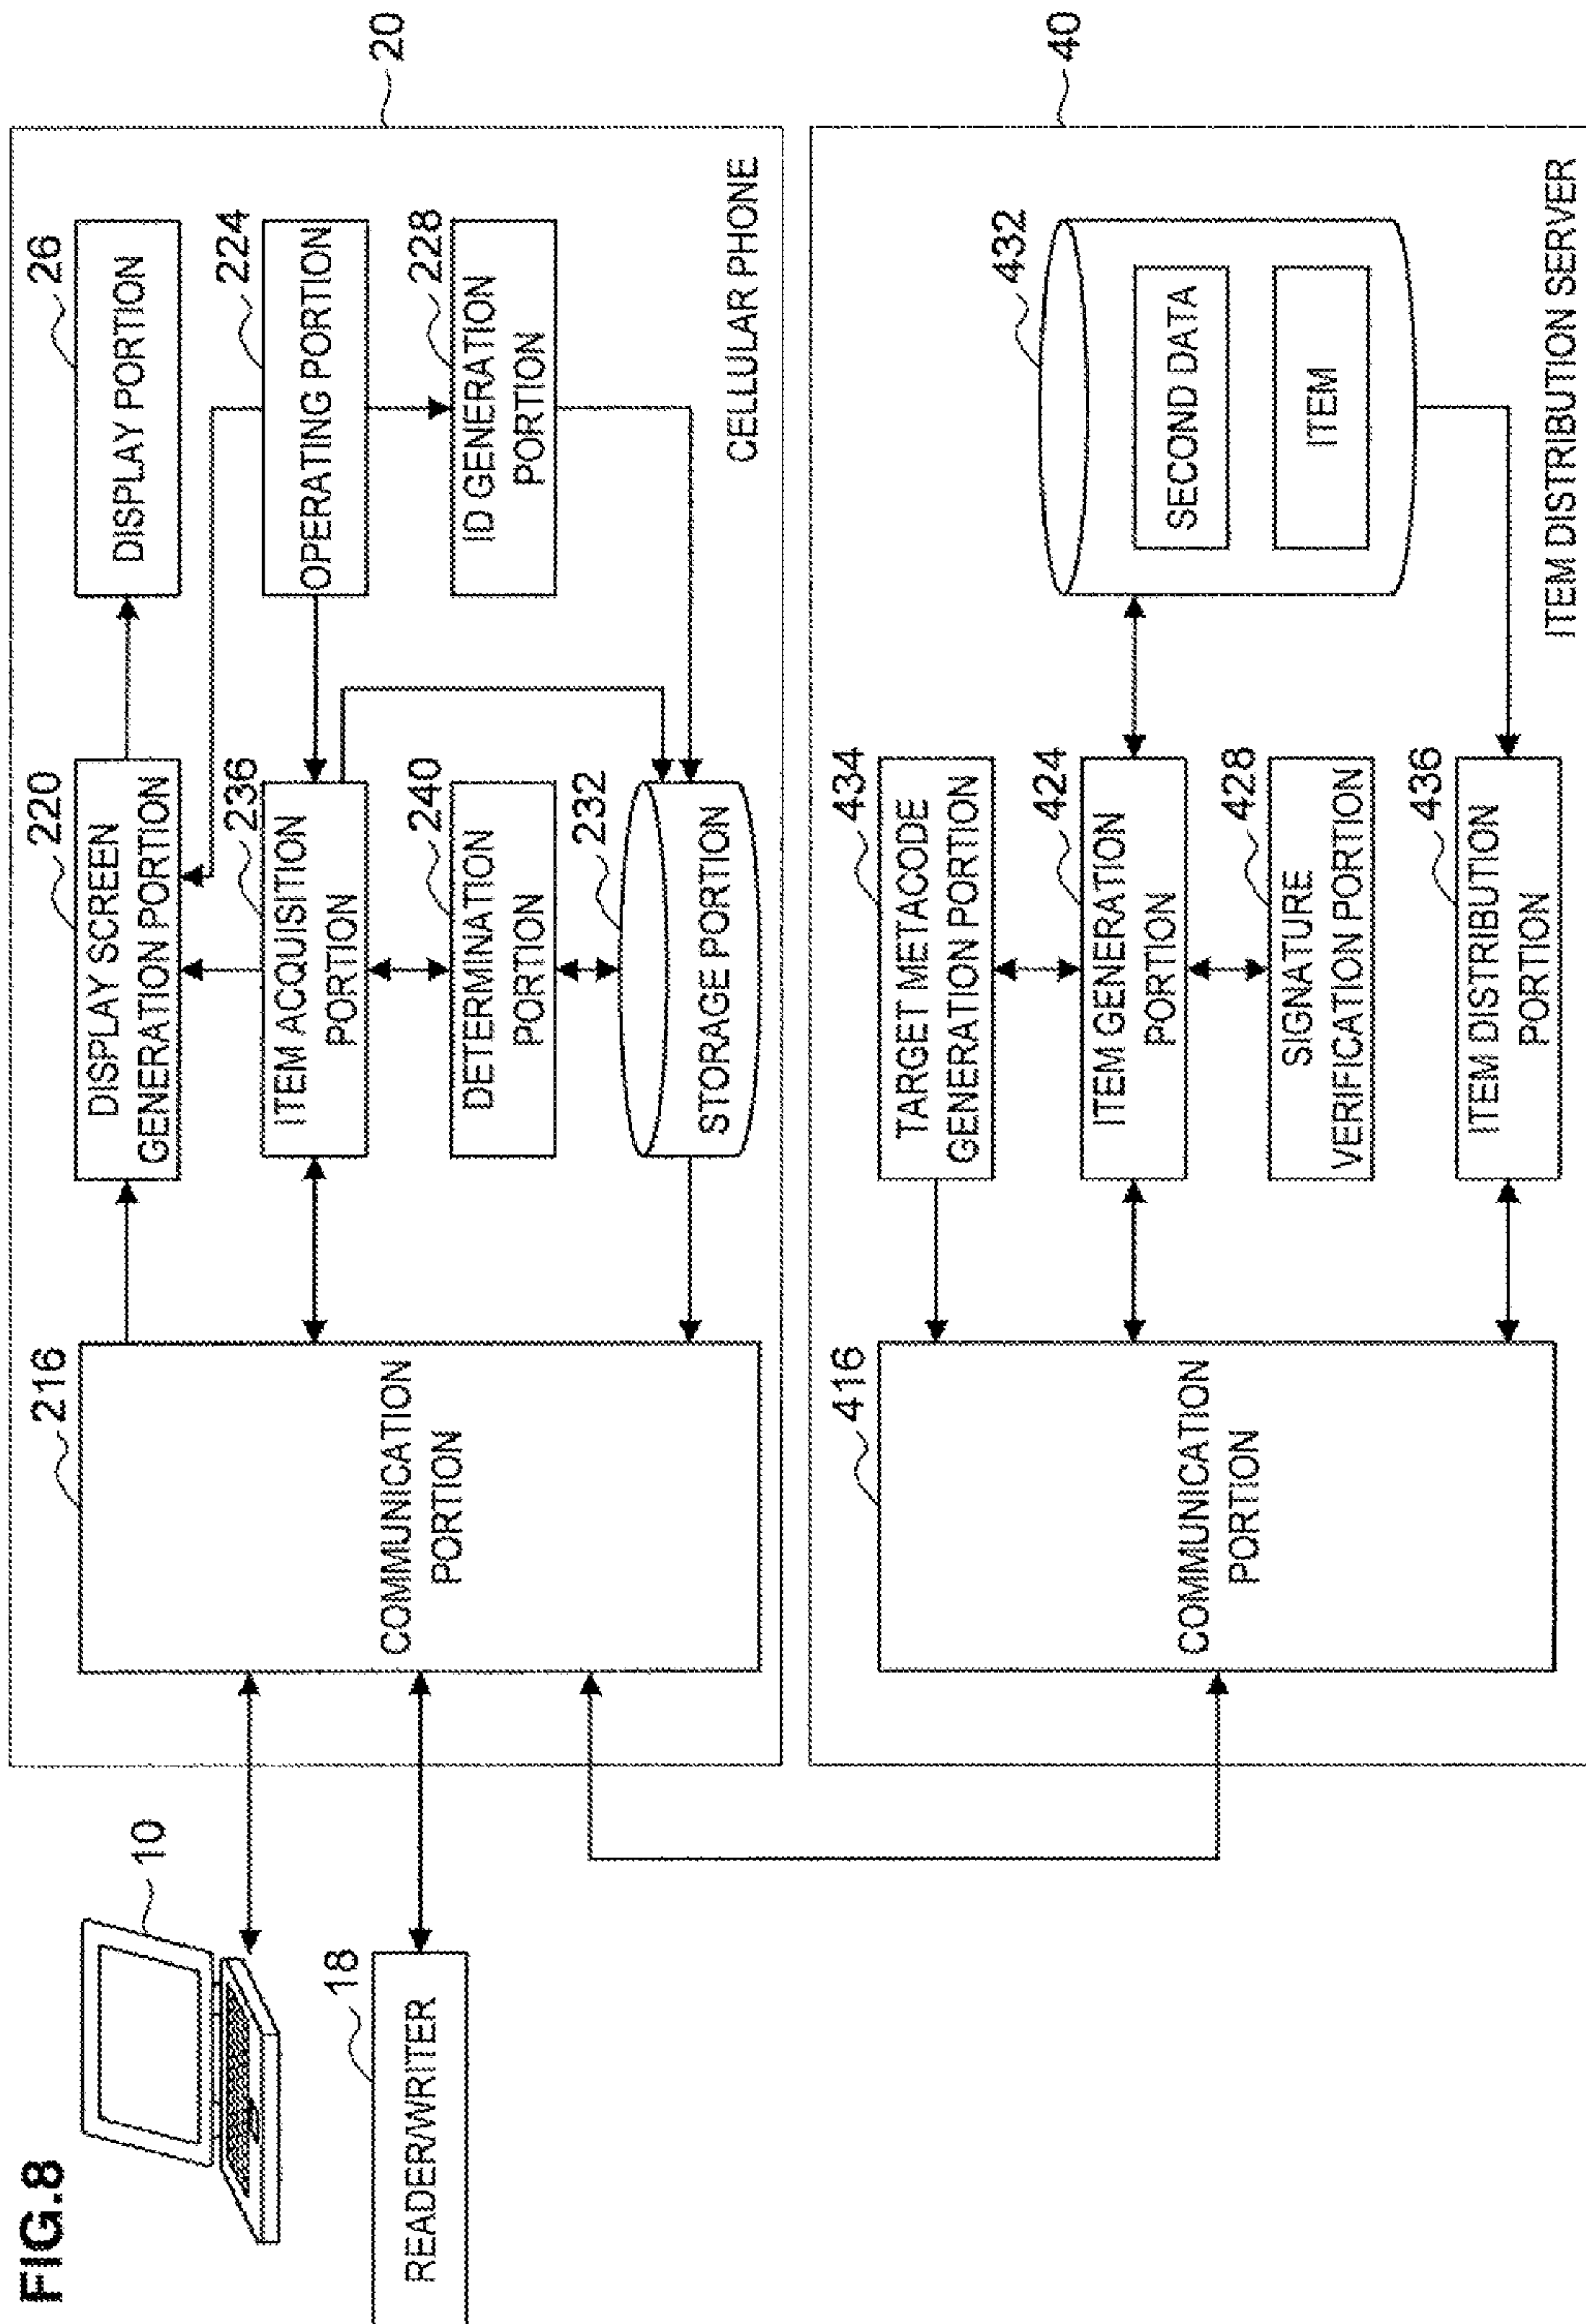 FIG.8
10
18
READER/WRITER
20
216
COMMUNICATION
PORTION
220
DISPLAY SCREEN
GENERATION PORTION
26
DISPLAY PORTION
236
ITEM ACQUISITION
PORTION
224
OPERATING PORTION
240
DETERMINATION
PORTION
228
ID GENERATION
PORTION
232
STORAGE PORTION
CELLULAR PHONE
40
416
COMMUNICATION
PORTION
434
TARGET METACODE
GENERATION PORTION
424
ITEM GENERATION
PORTION
432
SECOND DATA
ITEM
428
SIGNATURE
VERIFICATION PORTION
436
ITEM DISTRIBUTION
PORTION
ITEM DISTRIBUTION SERVER